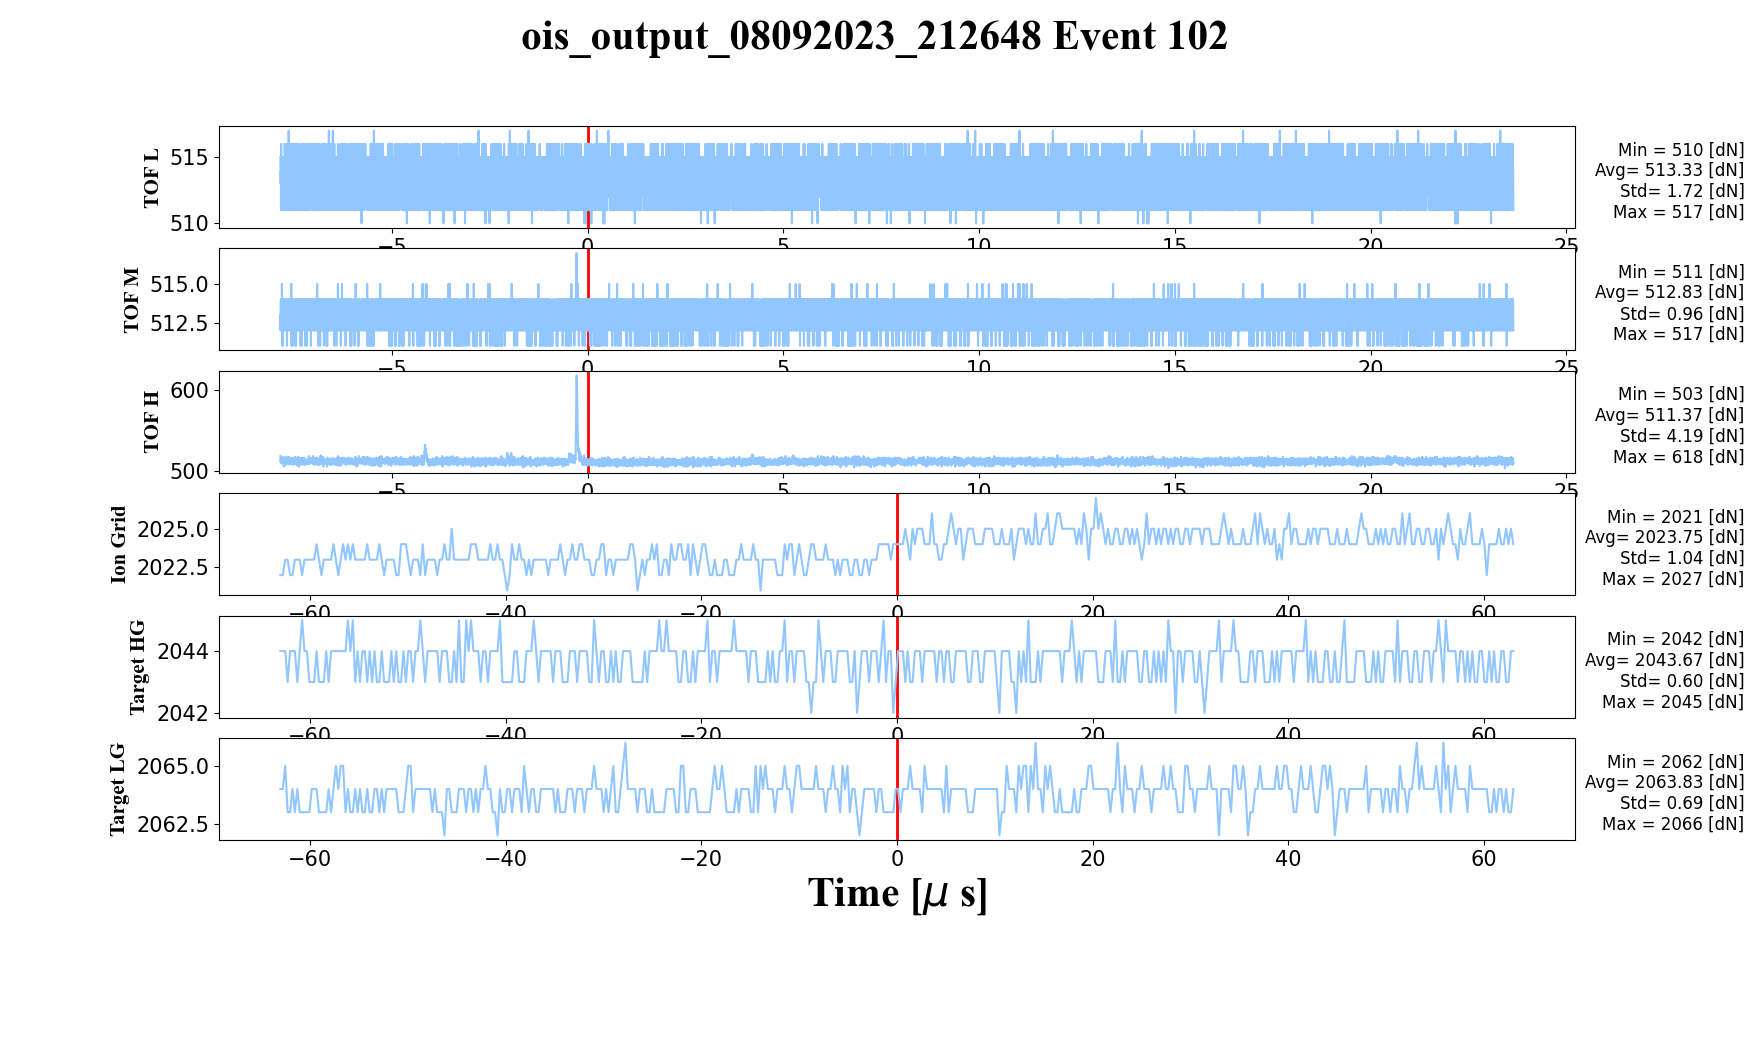 ois_output_08092023_212648 Event 102
TOF L
515
510
Min = 510 [dN]
Avg= 513.33 [dN]
Std= 1.72 [dN]
Max = 517 [dN]
−5 0 5 10 15 20 25
TOF M
515.0
512.5
Min = 511 [dN]
Avg= 512.83 [dN]
Std= 0.96 [dN]
Max = 517 [dN]
−5 0 5 10 15 20 25
TOF H
600
500
Min = 503 [dN]
Avg= 511.37 [dN]
Std= 4.19 [dN]
Max = 618 [dN]
−5 0 5 10 15 20 25
Ion Grid
2025.0
2022.5
Min = 2021 [dN]
Avg= 2023.75 [dN]
Std= 1.04 [dN]
Max = 2027 [dN]
−60 −40 −20 0 20 40 60
Target HG
2044
2042
Min = 2042 [dN]
Avg= 2043.67 [dN]
Std= 0.60 [dN]
Max = 2045 [dN]
−60 −40 −20 0 20 40 60
Target LG
2065.0
2062.5
Min = 2062 [dN]
Avg= 2063.83 [dN]
Std= 0.69 [dN]
Max = 2066 [dN]
−60 −40 −20 0 20 40 60
Time [μ s]